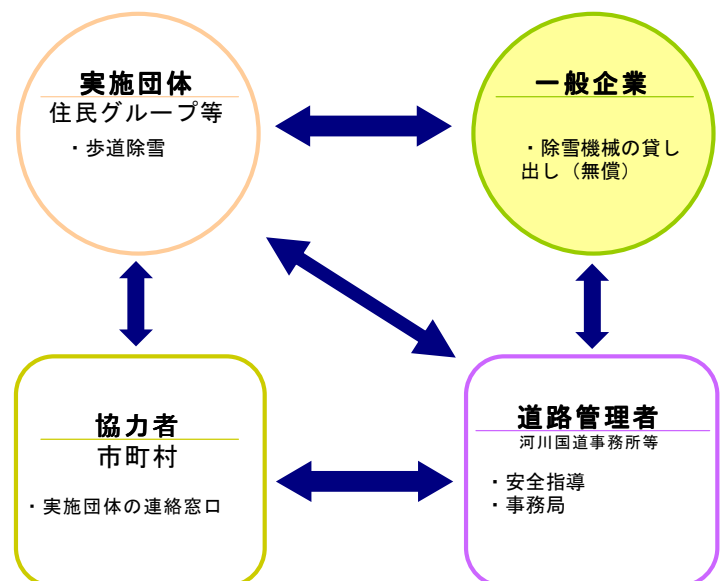 実施団体
住民グループ等
・歩道除雪
一般企業
・除雪機械の貸し
出し（無償）
協力者
市町村
・実施団体の連絡窓口
道路管理者
河川国道事務所等
・安全指導
・事務局